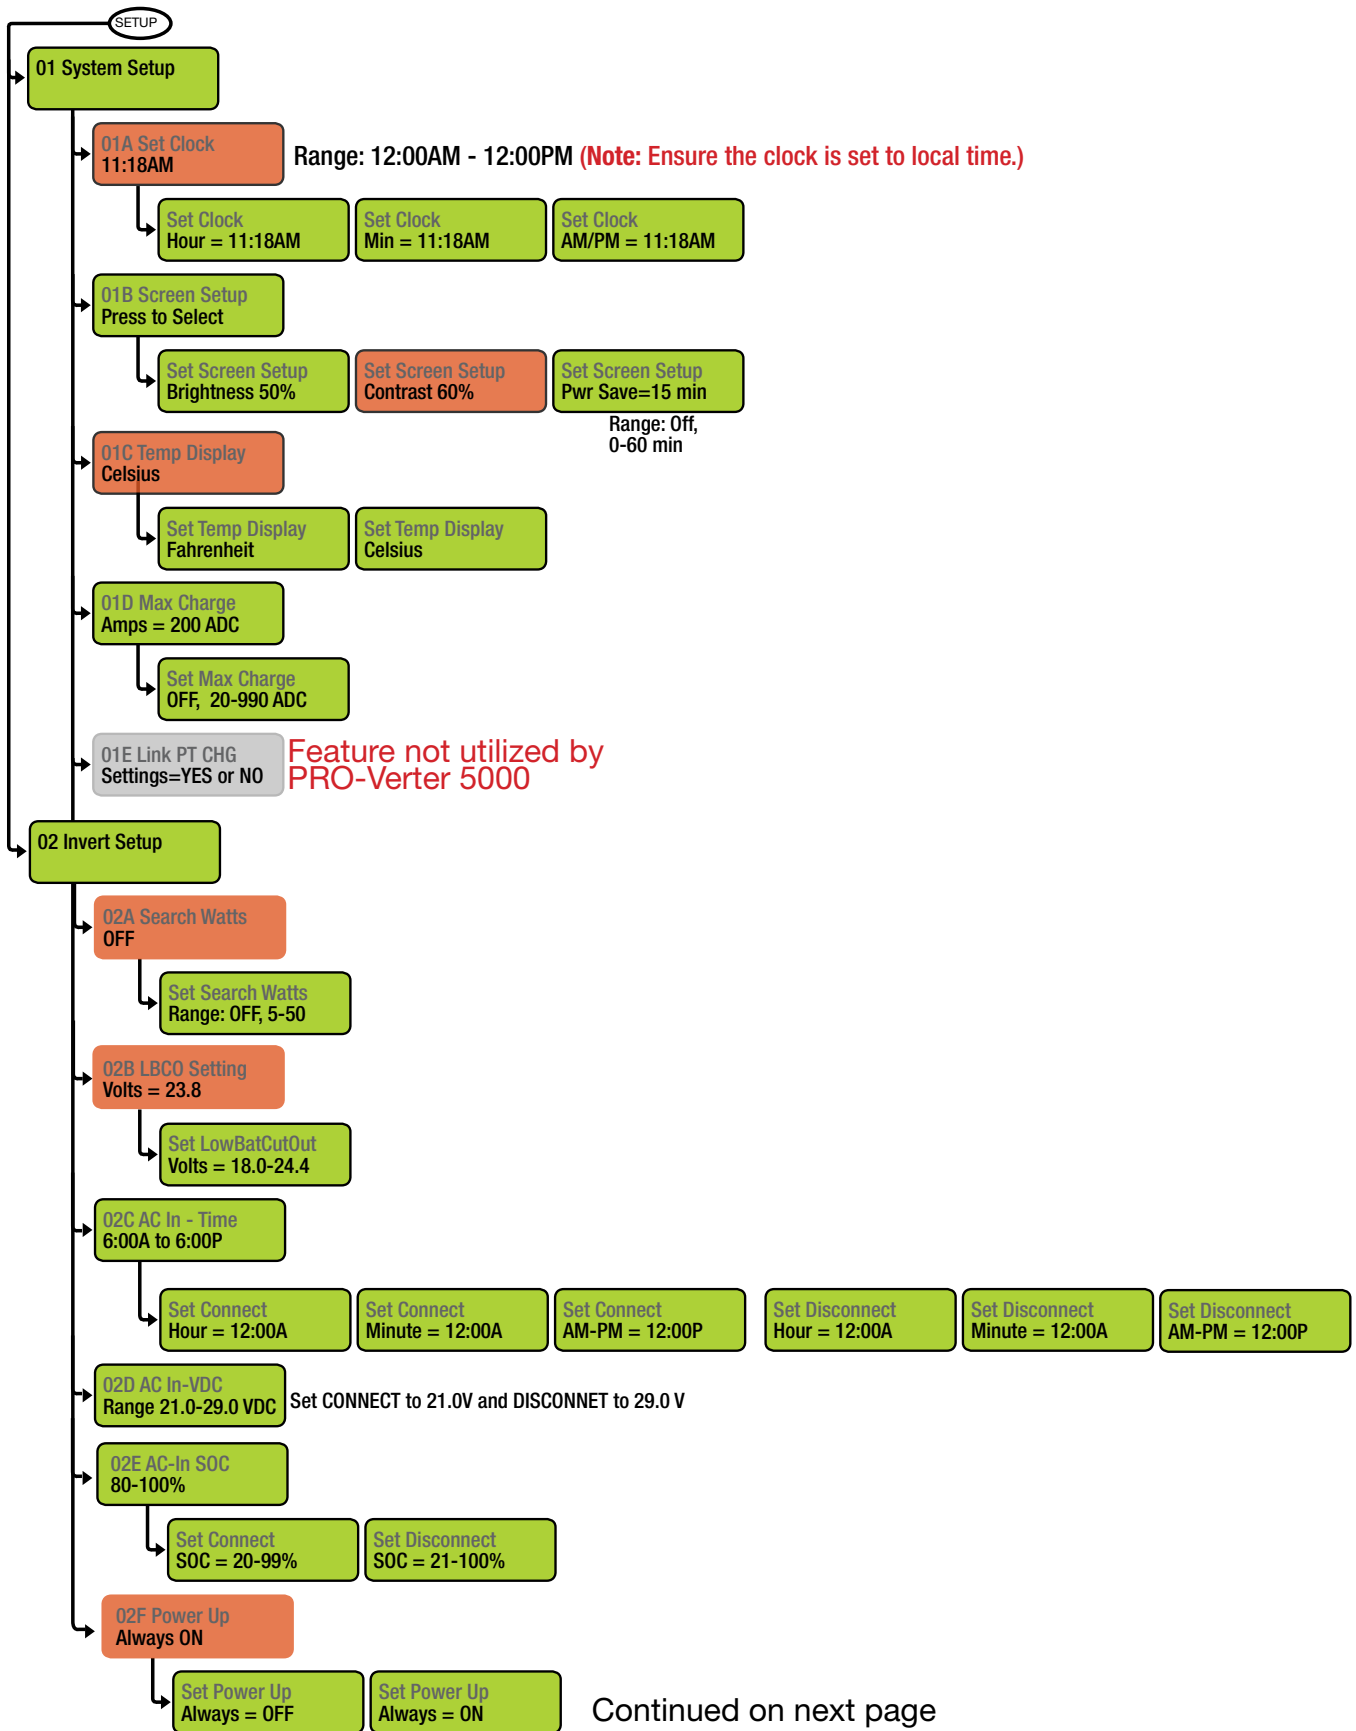 SETUP
01 System Setup
01A Set Clock
11:18AM
Range: 12:00AM - 12:00PM (Note: Ensure the clock is set to local time.)
Set Clock
Hour = 11:18AM
Set Clock
Min = 11:18AM
Set Clock
AM/PM = 11:18AM
01B Screen Setup
Press to Select
Set Screen Setup
Brightness 50%
Set Screen Setup
Contrast 60%
Set Screen Setup
Pwr Save=15 min
Range: Off,
0-60 min
01C Temp Display
Celsius
Set Temp Display
Fahrenheit
Set Temp Display
Celsius
01D Max Charge
Amps = 200 ADC
Set Max Charge
OFF, 20-990 ADC
01E Link PT CHG
Settings=YES or NO
Feature not utilized by
PRO-Verter 5000
02 Invert Setup
02A Search Watts
OFF
Set Search Watts
Range: OFF, 5-50
02B LBCO Setting
Volts = 23.8
Set LowBatCutOut
Volts = 18.0-24.4
02C AC In - Time
6:00A to 6:00P
Set Connect
Hour = 12:00A
Set Connect
Minute = 12:00A
Set Connect
AM-PM = 12:00P
Set Disconnect
Hour = 12:00A
Set Disconnect
Minute = 12:00A
Set Disconnect
AM-PM = 12:00P
02D AC In-VDC
Range 21.0-29.0 VDC
Set CONNECT to 21.0V and DISCONNET to 29.0 V
02E AC-In SOC
80-100%
Set Connect
SOC = 20-99%
Set Disconnect
SOC = 21-100%
02F Power Up
Always ON
Set Power Up
Always = OFF
Set Power Up
Always = ON
Continued on next page